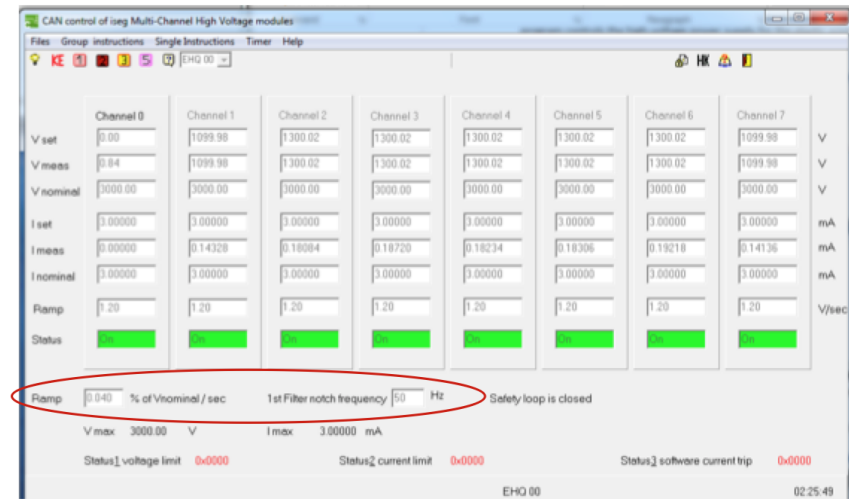 CAN control of iseg Multi-Channel High Voltage modules
Files Group instructions Single Instructions Timer Help
KE 1 2 3 5 7 EHQ 00 HK
Channel 0 Channel 1 Channel 2 Channel 3 Channel 4 Channel 5 Channel 6 Channel 7
V set 0.00 1099.98 1300.02 1300.02 1300.02 1300.02 1300.02 1099.98 V
V meas 0.84 1099.98 1300.02 1300.02 1300.02 1300.02 1300.02 1099.98 V
V nominal 3000.00 3000.00 3000.00 3000.00 3000.00 3000.00 3000.00 3000.00 V
I set 3.00000 3.00000 3.00000 3.00000 3.00000 3.00000 3.00000 3.00000 mA
I meas 0.00000 0.14328 0.18084 0.18720 0.18234 0.18306 0.19218 0.14136 mA
I nominal 3.00000 3.00000 3.00000 3.00000 3.00000 3.00000 3.00000 3.00000 mA
Ramp 1.20 1.20 1.20 1.20 1.20 1.20 1.20 1.20 V/sec
Status On On On On On On On On
Ramp 0.040 % of Vnominal / sec 1st Filter notch frequency 50 Hz Safety loop is closed
V max 3000.00 V I max 3.00000 mA
Status1 voltage limit 0x0000 Status2 current limit 0x0000 Status3 software current trip 0x0000
EHQ 00 02:25:49